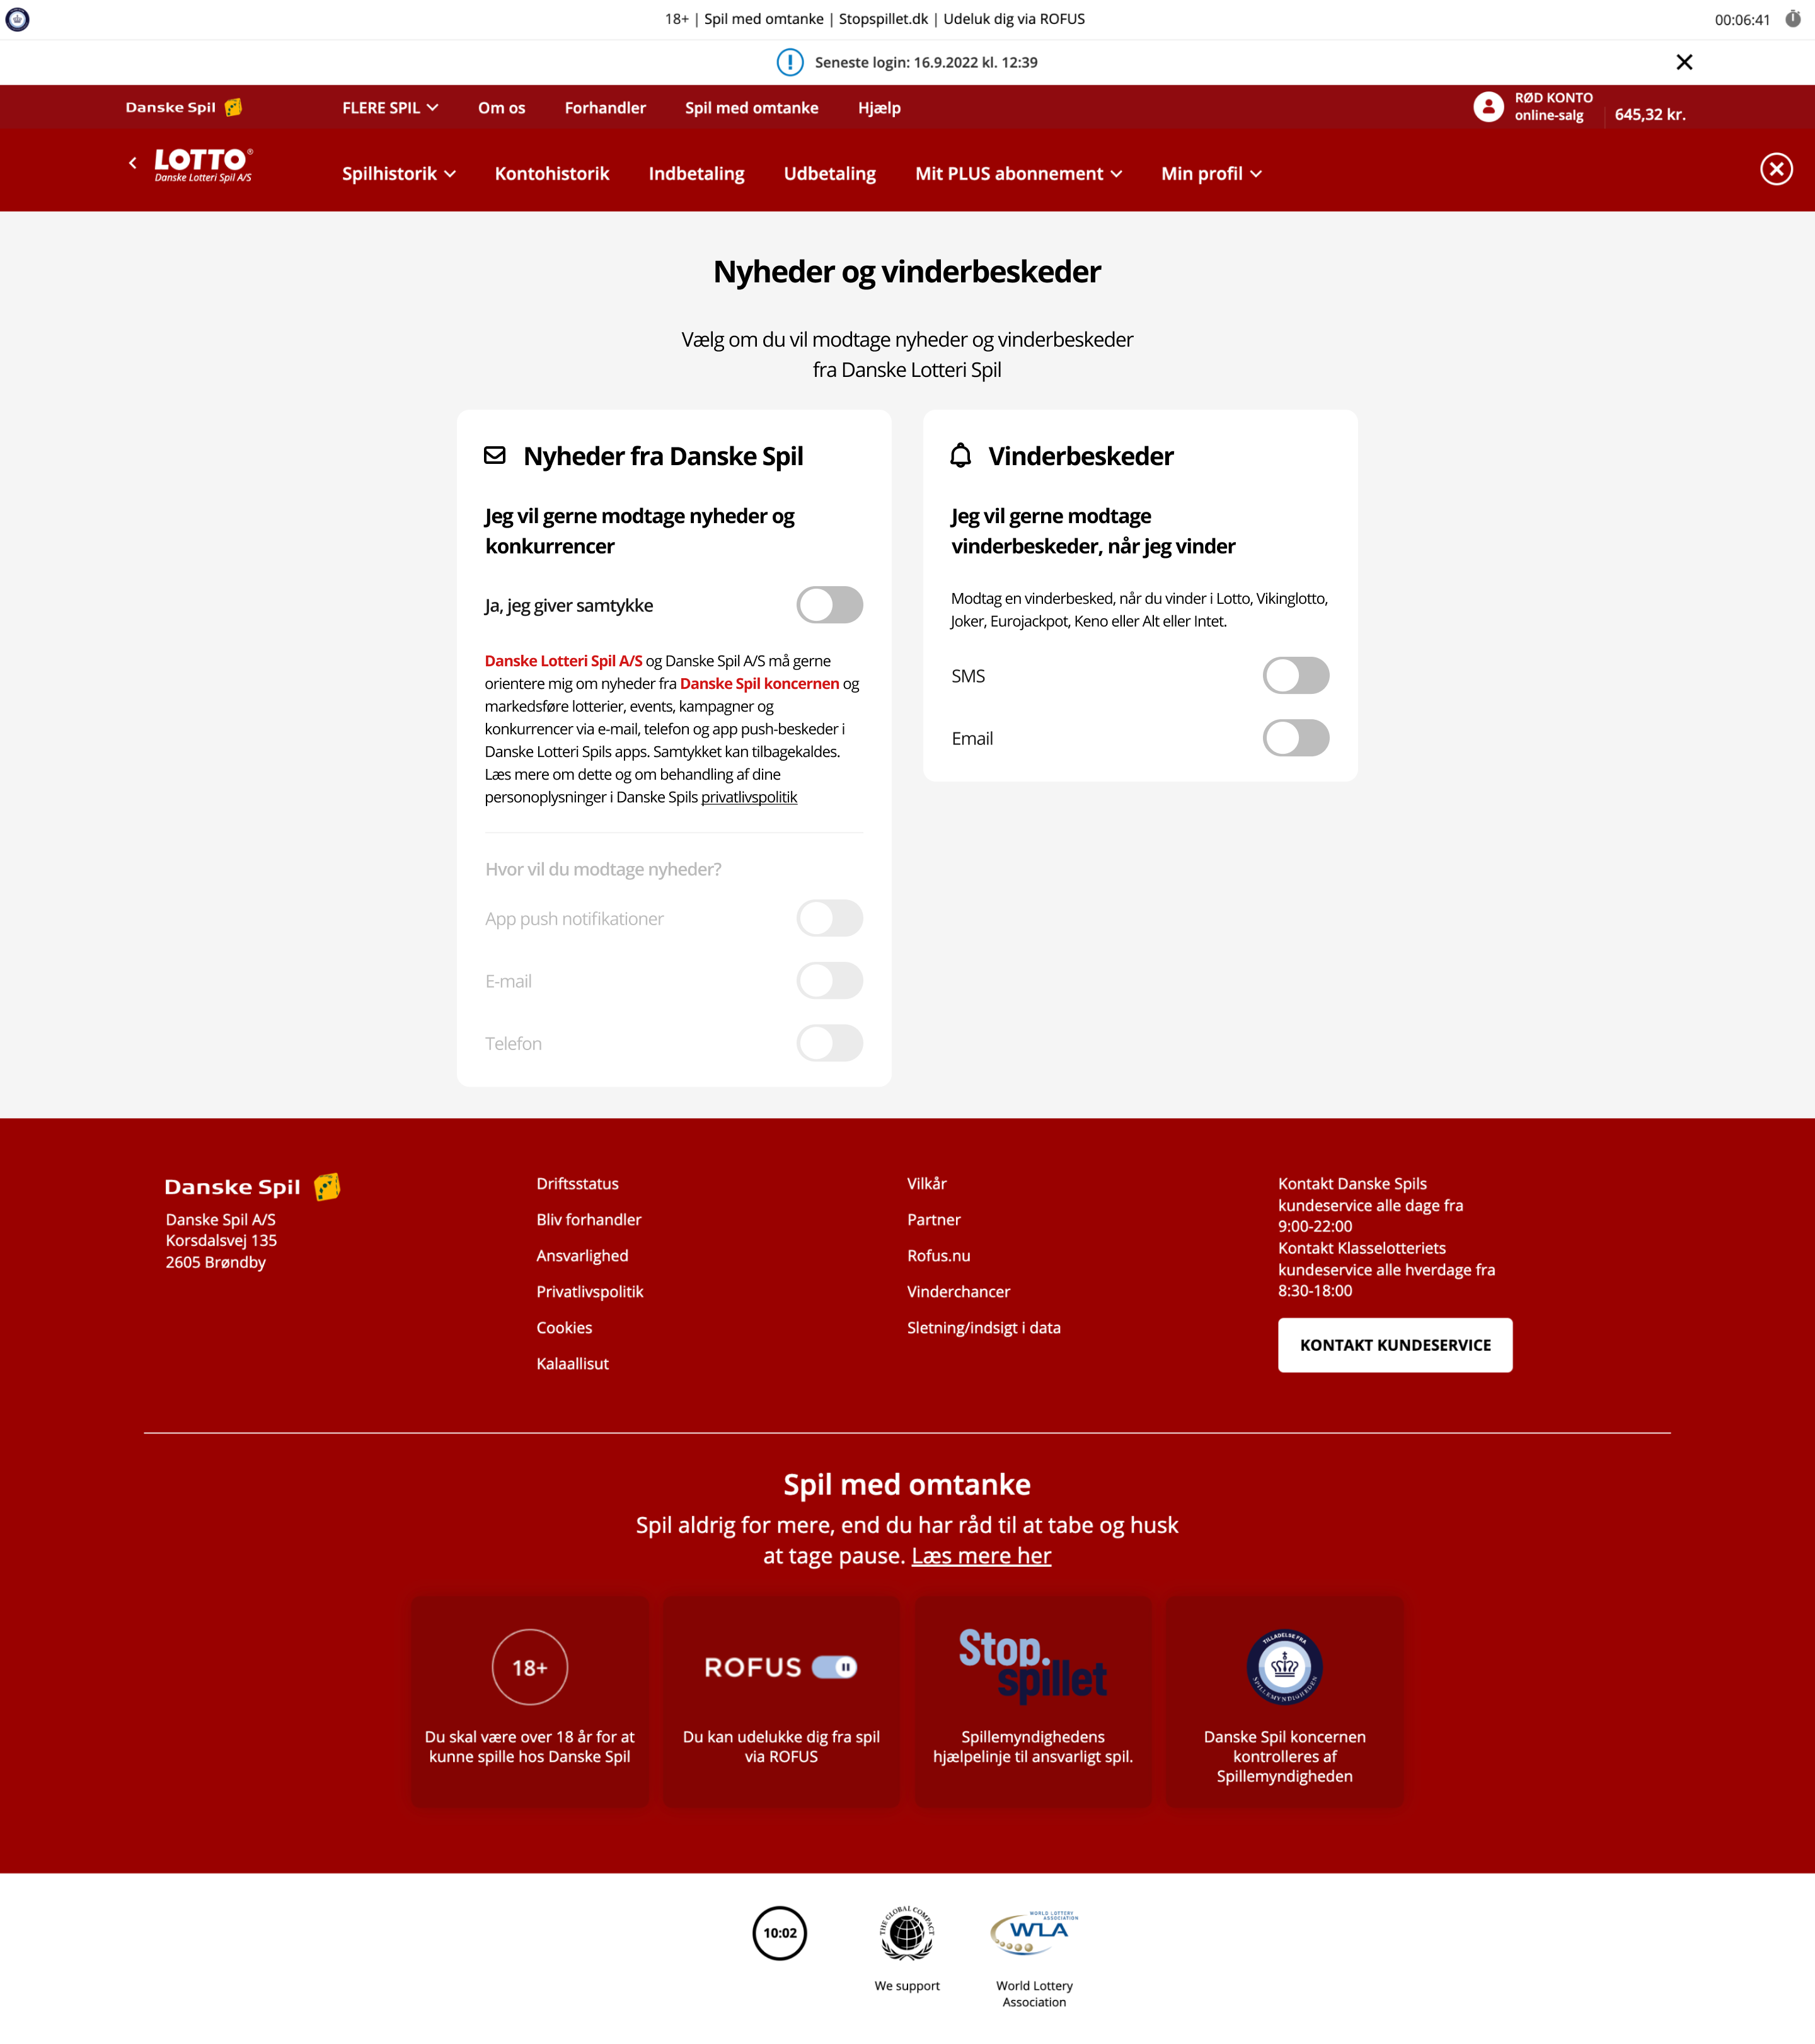 18+ | Spil med omtanke | Stopspillet.dk | Udeluk dig via ROFUS
00:06:41
Seneste login: 16.9.2022 kl. 12:39
Danske Spil
FLERE SPIL
Om os
Forhandler
Spil med omtanke
Hjælp
RØD KONTO
online-salg
645,32 kr.
LOTTO®
Danske Lotteri Spil A/S
Spilhistorik
Kontohistorik
Indbetaling
Udbetaling
Mit PLUS abonnement
Min profil
Nyheder og vinderbeskeder
Vælg om du vil modtage nyheder og vinderbeskeder
fra Danske Lotteri Spil
Nyheder fra Danske Spil
Jeg vil gerne modtage nyheder og
konkurrencer
Ja, jeg giver samtykke
Danske Lotteri Spil A/S og Danske Spil A/S må gerne
orientere mig om nyheder fra Danske Spil koncernen og
markedsføre lotterier, events, kampagner og
konkurrencer via e-mail, telefon og app push-beskeder i
Danske Lotteri Spils apps. Samtykket kan tilbagekaldes.
Læs mere om dette og om behandling af dine
personoplysninger i Danske Spils privatlivspolitik
Hvor vil du modtage nyheder?
App push notifikationer
E-mail
Telefon
Vinderbeskeder
Jeg vil gerne modtage
vinderbeskeder, når jeg vinder
Modtag en vinderbesked, når du vinder i Lotto, Vikinglotto,
Joker, Eurojackpot, Keno eller Alt eller Intet.
SMS
Email
Danske Spil
Danske Spil A/S
Korsdalsvej 135
2605 Brøndby
Driftsstatus
Bliv forhandler
Ansvarlighed
Privatlivspolitik
Cookies
Kalaallisut
Vilkår
Partner
Rofus.nu
Vinderchancer
Sletning/indsigt i data
Kontakt Danske Spils
kundeservice alle dage fra
9:00-22:00
Kontakt Klasselotteriets
kundeservice alle hverdage fra
8:30-18:00
KONTAKT KUNDESERVICE
Spil med omtanke
Spil aldrig for mere, end du har råd til at tabe og husk
at tage pause. Læs mere her
18+
Du skal være over 18 år for at
kunne spille hos Danske Spil
ROFUS
Du kan udelukke dig fra spil
via ROFUS
Stop.
spillet
Spillemyndighedens
hjælpelinje til ansvarligt spil.
TILLADELSE FRA
SPILLEMYNDIGHEDEN
Danske Spil koncernen
kontrolleres af
Spillemyndigheden
10:02
THE GLOBAL COMPACT
We support
WORLD LOTTERY
ASSOCIATION
WLA
World Lottery
Association